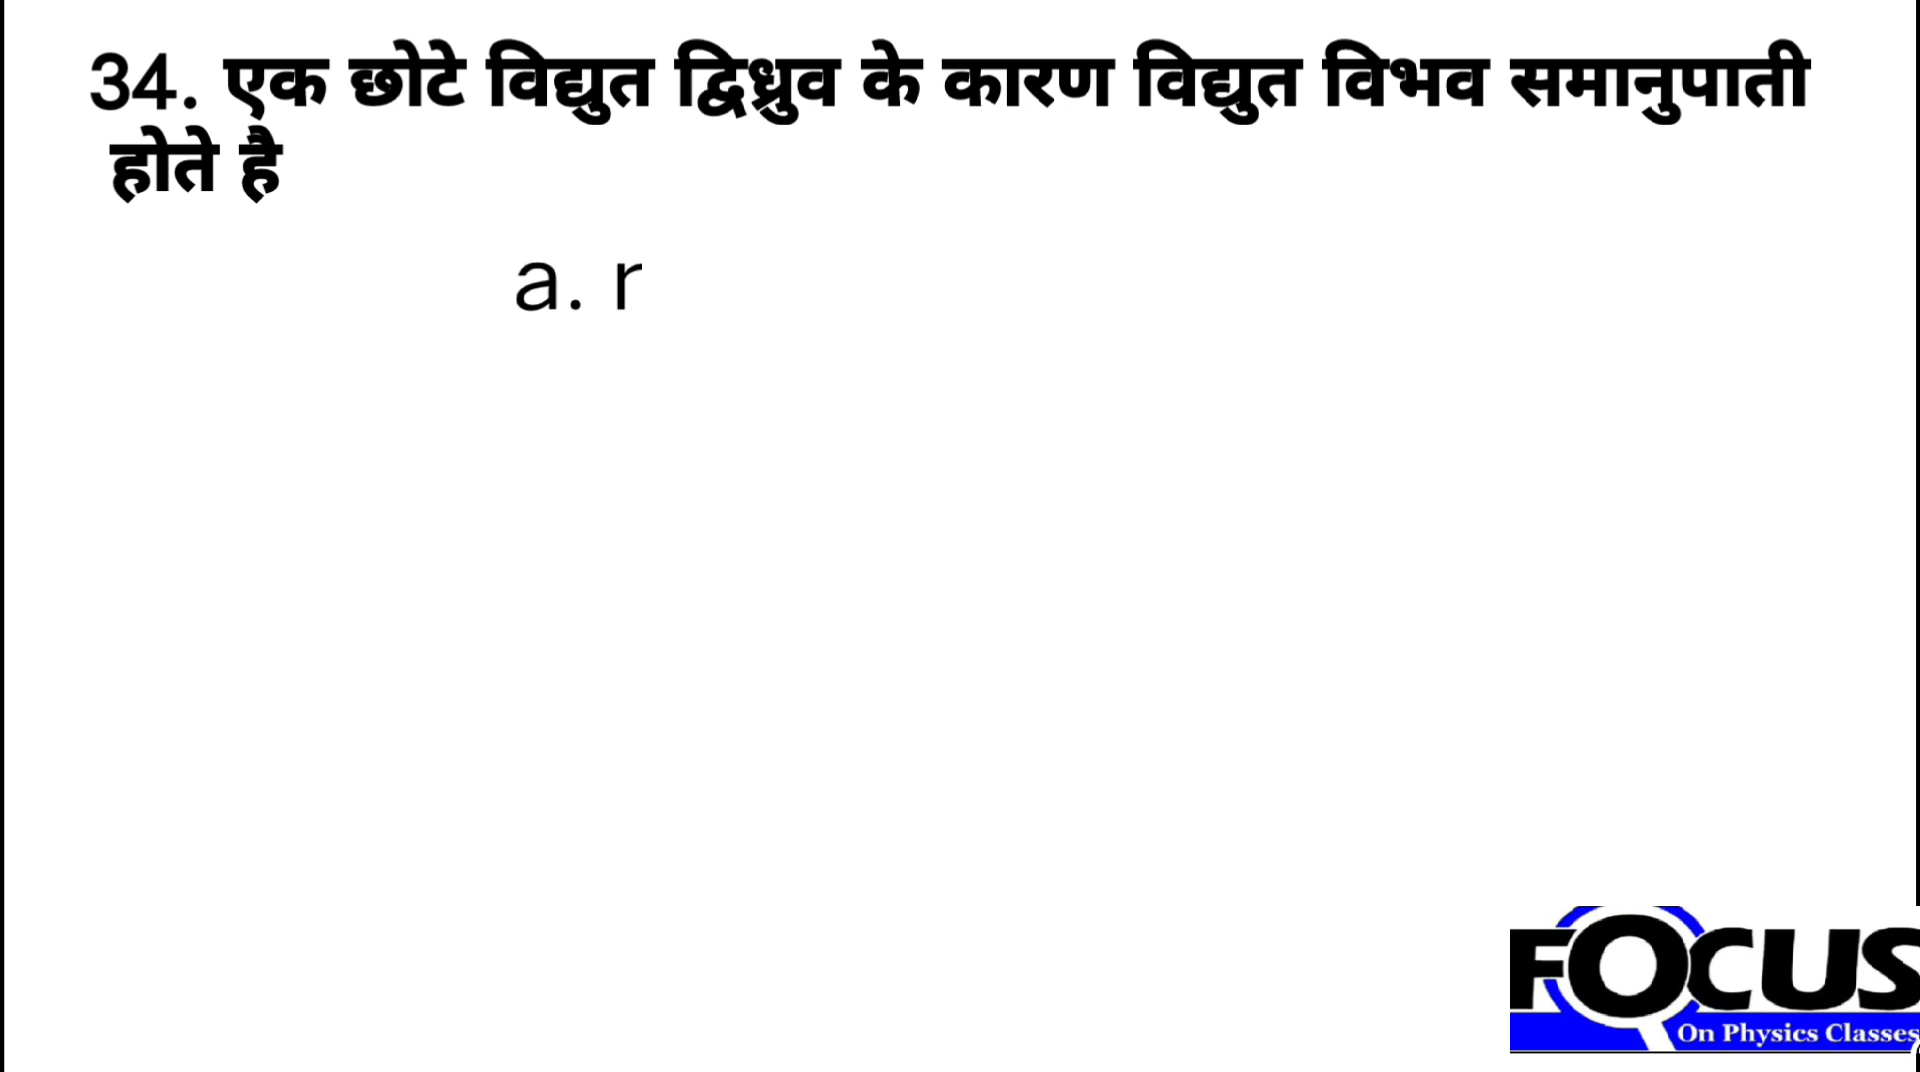 34. एक छोटे विद्युत द्विध्रुव के कारण विद्युत विभव समानुपाती
होते है
a. r
FOCUS
On Physics Classes